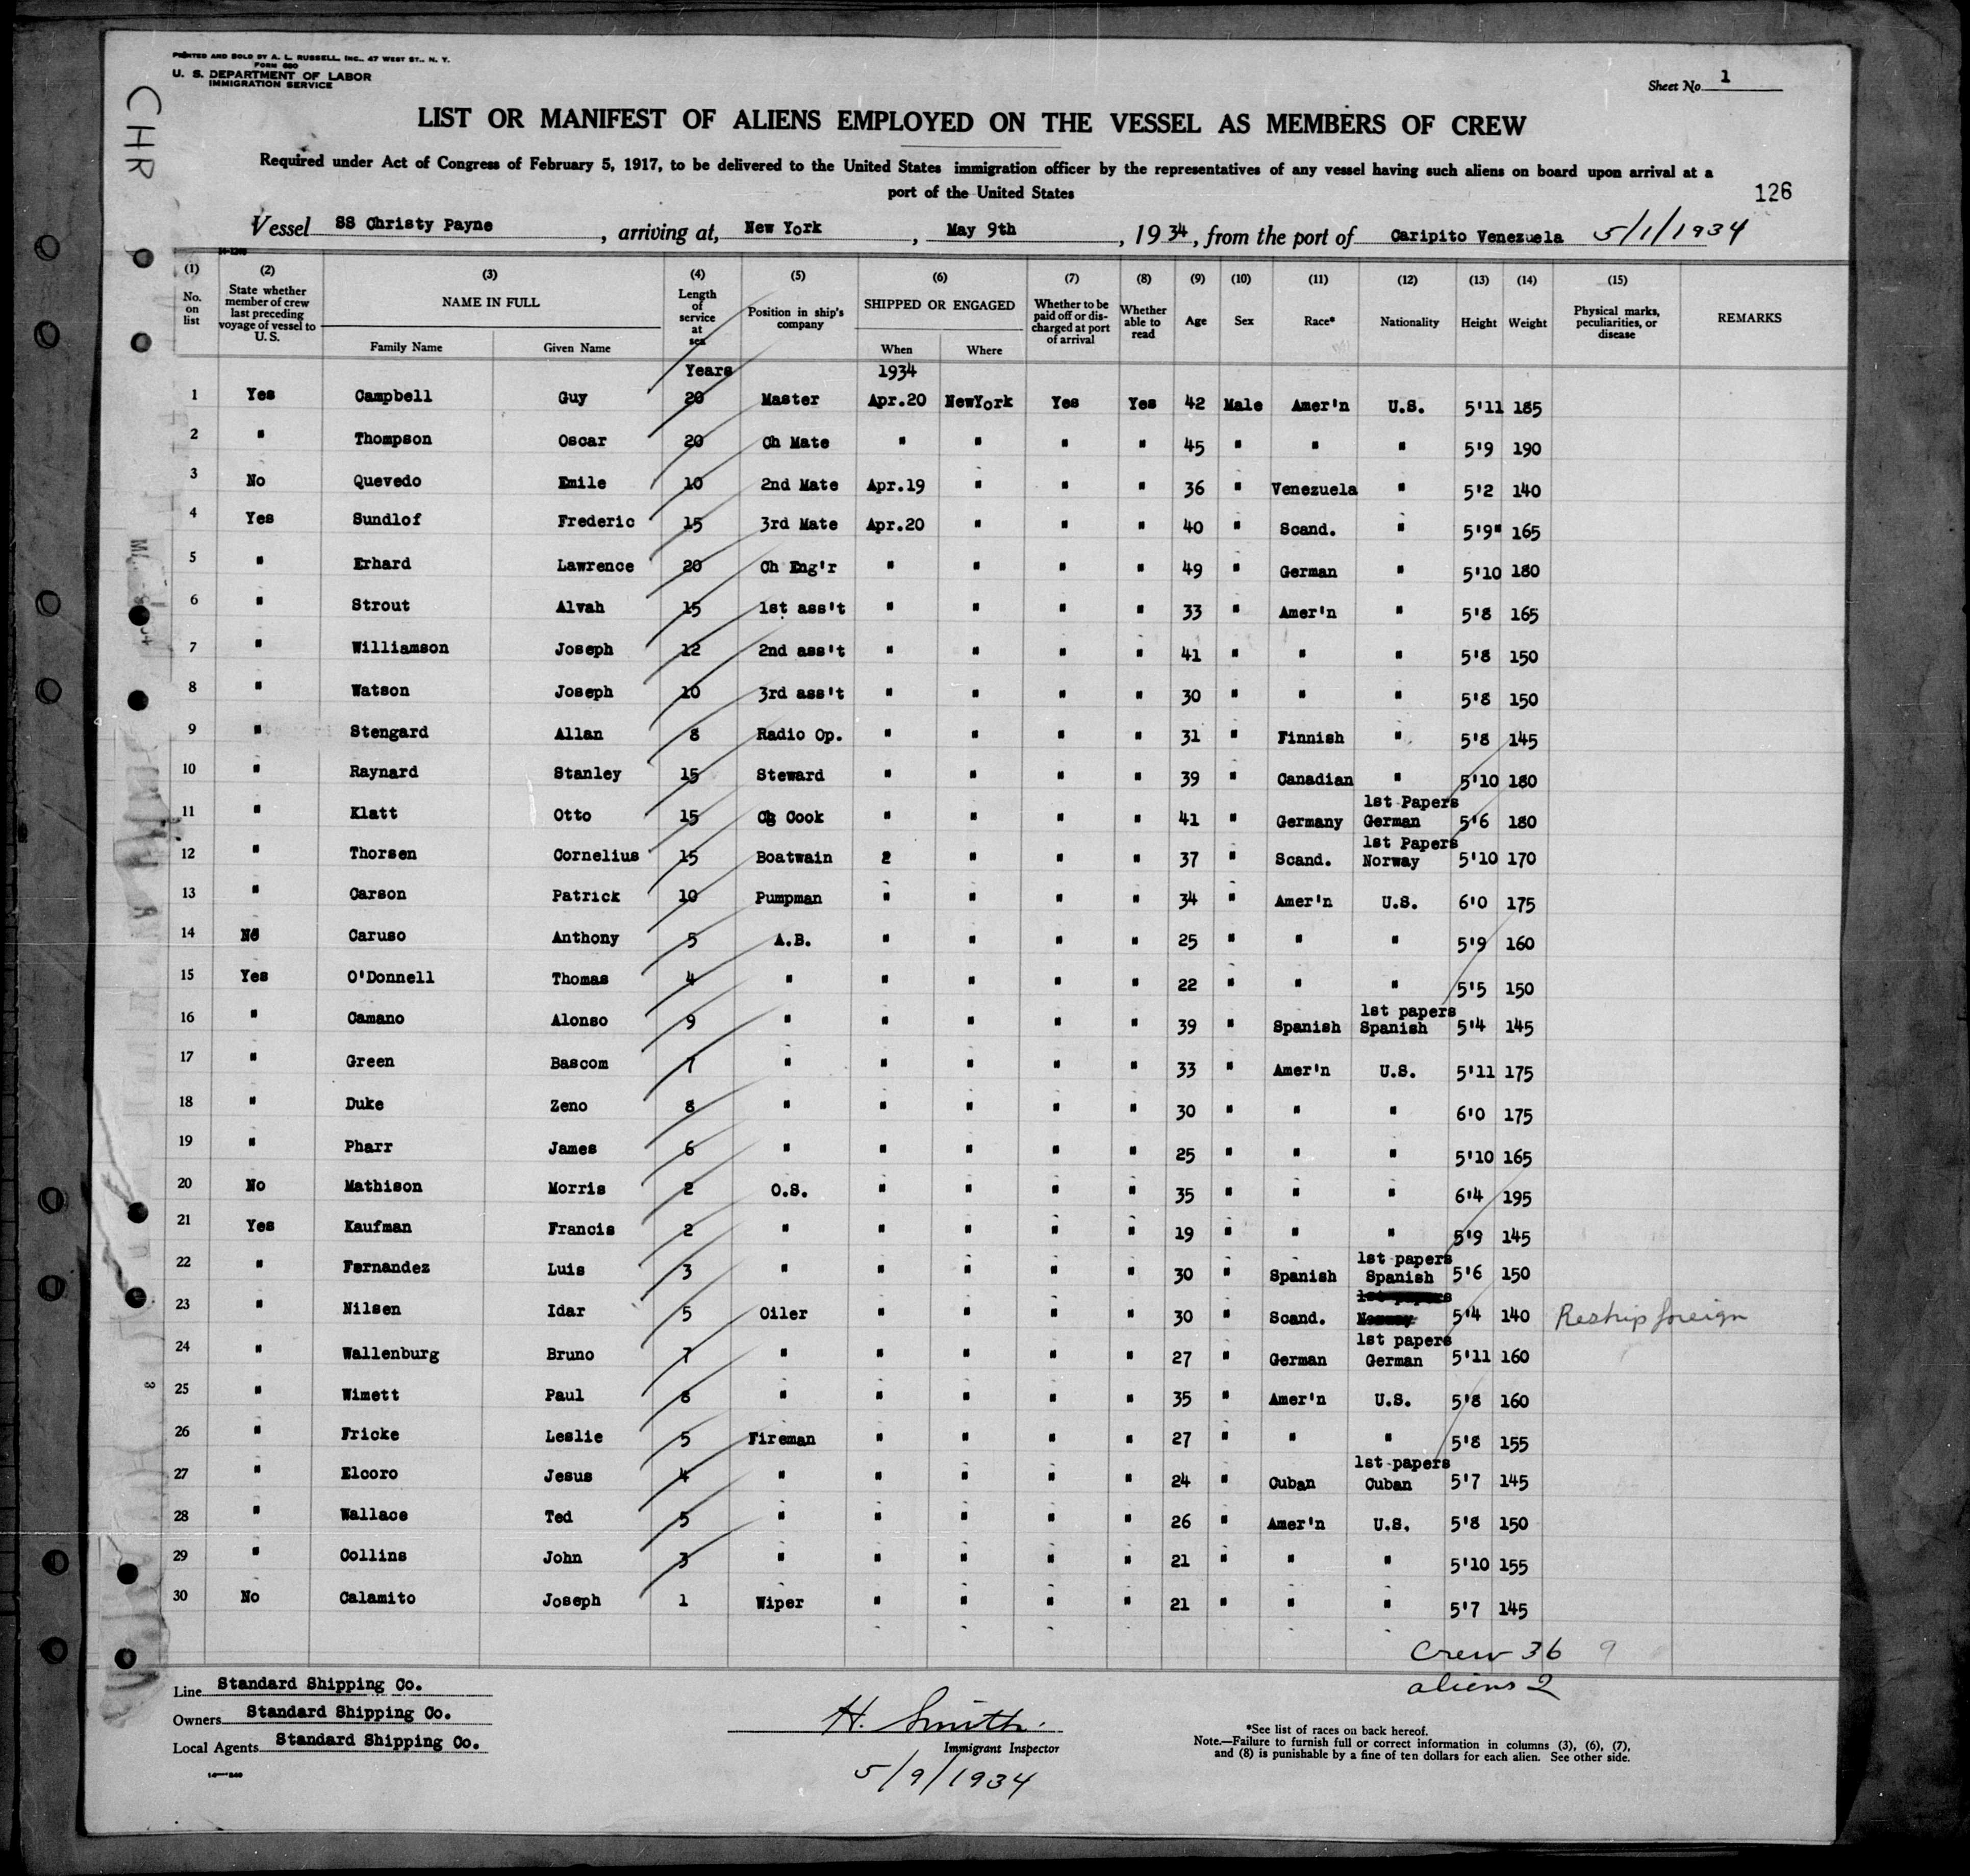 PRINTED AND SOLD BY A. L. RUSSELL, INC., 47 WEST ST., N. Y.
FORM 680
U. S. DEPARTMENT OF LABOR
IMMIGRATION SERVICE
Sheet No. 1
CHR
LIST OR MANIFEST OF ALIENS EMPLOYED ON THE VESSEL AS MEMBERS OF CREW
Required under Act of Congress of February 5, 1917, to be delivered to the United States immigration officer by the representatives of any vessel having such aliens on board upon arrival at a
port of the United States
126
Vessel SS Christy Payne, arriving at, New York, May 9th, 1934, from the port of Caripito Venezuela 5/1/1934
(1) (2) (3) (4) (5) (6) (7) (8) (9) (10) (11) (12) (13) (14) (15)
No. on list State whether member of crew last preceding voyage of vessel to U.S. NAME IN FULL Family Name Given Name Length of service at sea Position in ship's company SHIPPED OR ENGAGED When Where Whether to be paid off or discharged at port of arrival Whether able to read Age Sex Race* Nationality Height Weight Physical marks, peculiarities, or disease REMARKS
Years 1934
1 Yes Campbell Guy 20 Master Apr.20 NewYork Yes Yes 42 Male Amer'n U.S. 5'11 185
2 " Thompson Oscar 20 Ch Mate " " " " 45 " " " 5'9 190
3 No Quevedo Emile 10 2nd Mate Apr.19 " " " 36 " Venezuela " 5'2 140
4 Yes Sundlof Frederic 15 3rd Mate Apr.20 " " " 40 " Scand. " 5'9" 165
5 " Erhard Lawrence 20 Ch Eng'r " " " " 49 " German " 5'10 180
6 " Strout Alvah 15 1st ass't " " " " 33 " Amer'n " 5'8 165
7 " Williamson Joseph 12 2nd ass't " " " " 41 " " " 5'8 150
8 " Watson Joseph 10 3rd ass't " " " " 30 " " " 5'8 150
9 " Stengard Allan 8 Radio Op. " " " " 31 " Finnish " 5'8 145
10 " Raynard Stanley 15 Steward " " " " 39 " Canadian " 5'10 180
11 " Klatt Otto 15 Cook " " " " 41 " Germany 1st Papers German 5'6 180
12 " Thorsen Cornelius 15 Boatwain " " " 37 " Scand. 1st Papers Norway 5'10 170
13 " Carson Patrick 10 Pumpman " " " " 34 " Amer'n U.S. 6'0 175
14 No Caruso Anthony 5 A.B. " " " " 25 " " " 5'9 160
15 Yes O'Donnell Thomas 4 " " " " " 22 " " " 5'5 150
16 " Camano Alonso 9 " " " " " 39 " Spanish 1st papers Spanish 5'4 145
17 " Green Bascom 7 " " " " " 33 " Amer'n U.S. 5'11 175
18 " Duke Zeno 8 " " " " " 30 " " " 6'0 175
19 " Pharr James 6 " " " " " 25 " " " 5'10 165
20 No Mathison Morris 2 O.S. " " " " 35 " " " 6'4 195
21 Yes Kaufman Francis 2 " " " " " 19 " " " 5'9 145
22 " Fernandez Luis 3 " " " " " 30 " Spanish 1st papers Spanish 5'6 150
23 " Nilsen Idar 5 Oiler " " " " 30 " Scand. 1st papers Norway 5'4 140 Reship foreign
24 " Wallenburg Bruno 7 " " " " " 27 " German 1st papers German 5'11 160
25 " Wimett Paul 8 " " " " " 35 " Amer'n U.S. 5'8 160
26 " Fricke Leslie 5 Fireman " " " " 27 " " " 5'8 155
27 " Elcoro Jesus 4 " " " " " 24 " Cuban 1st papers Cuban 5'7 145
28 " Wallace Ted 5 " " " " " 26 " Amer'n U.S. 5'8 150
29 " Collins John 3 " " " " " 21 " " " 5'10 155
30 No Calamito Joseph 1 Wiper " " " " 21 " " " 5'7 145
Crew 36 9
aliens 2
Line Standard Shipping Co.
Owners Standard Shipping Co.
Local Agents Standard Shipping Co.
H. Smith
Immigrant Inspector
5/9/1934
*See list of races on back hereof.
Note.—Failure to furnish full or correct information in columns (3), (6), (7),
and (8) is punishable by a fine of ten dollars for each alien. See other side.